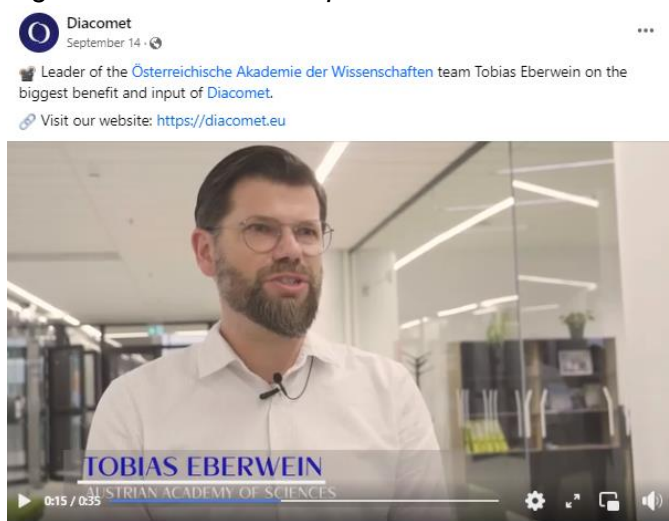 Diacomet
September 14
Leader of the Österreichische Akademie der Wissenschaften team Tobias Eberwein on the
biggest benefit and input of Diacomet.
Visit our website: https://diacomet.eu
TOBIAS EBERWEIN
AUSTRIAN ACADEMY OF SCIENCES
0:15 / 0:35